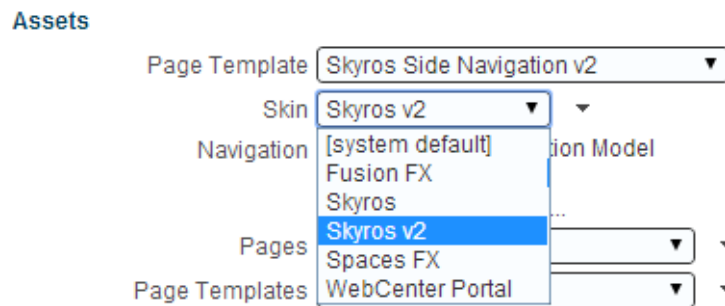 Assets
Page Template Skyros Side Navigation v2
Skin Skyros v2
Navigation [system default] tion Model
Fusion FX
Skyros ...
Skyros v2
Pages
Spaces FX
Page Templates WebCenter Portal